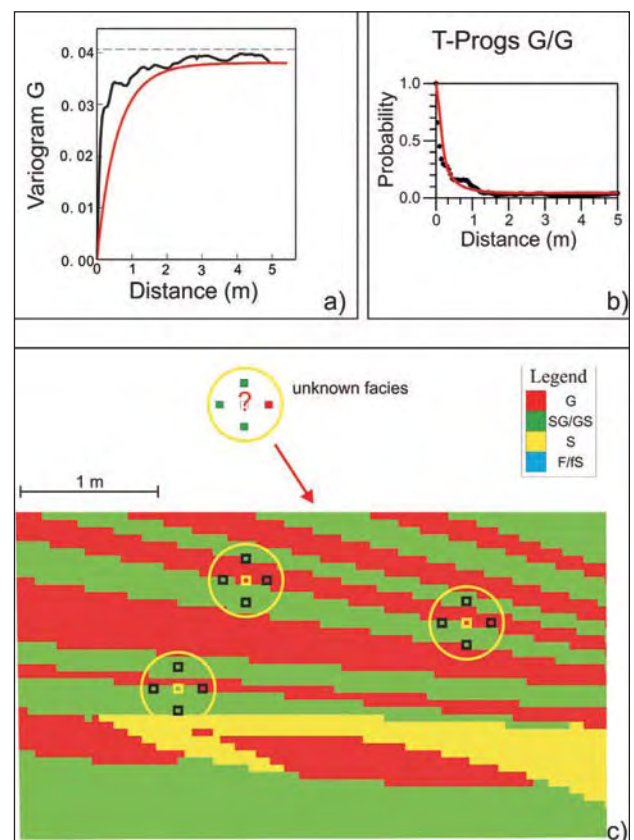 Variogram G
0. 04
0. 03
0. 02
0. 01
0. 00
0 1 2 3 4 5
Distance (m)
a)
T-Progs G/G
Probability
1.0
0.5
0
0 1 2 3 4 5
Distance (m)
b)
?
unknown facies
Legend
G
SG/GS
S
F/fS
1 m
c)